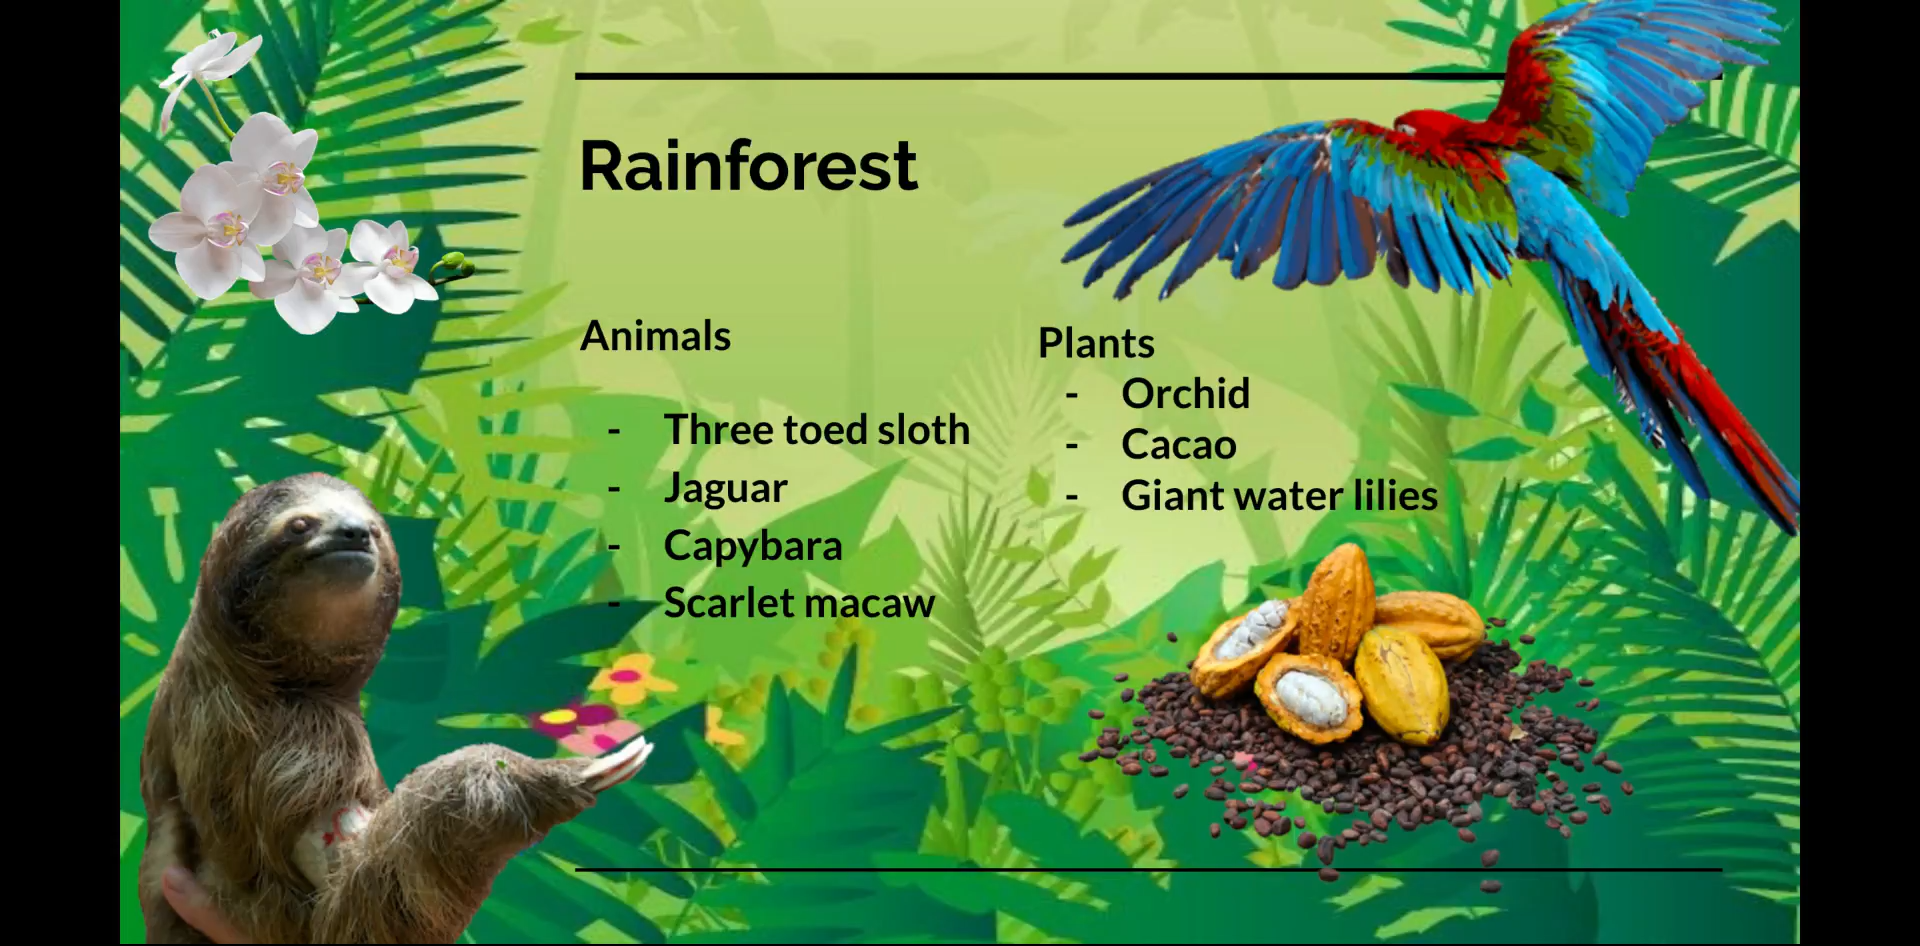 Rainforest
Animals
- Three toed sloth
- Jaguar
- Capybara
- Scarlet macaw
Plants
- Orchid
- Cacao
- Giant water lilies